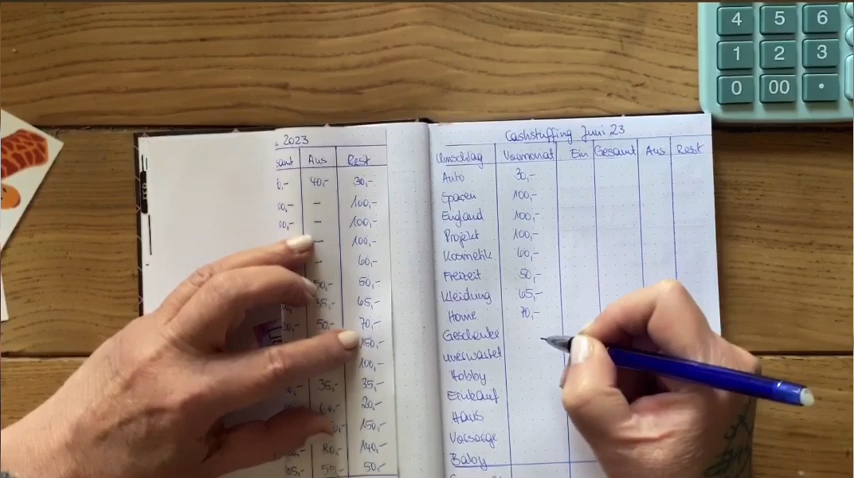 4 5 6
1 2 3
0 00 •
2023
Aus Rest
40,- 30,-
- 100,-
- 100,-
- 100,-
- 60,-
50,- 50,-
65,-
50,- 70,-
150,-
100,-
35,- 35,-
20,-
150,-
80,- 140,-
55,- 50,-
Cashstuffing Juni 23
Umschlag Vormonat Ein Gesamt Aus Rest
Auto 30,-
Sparen 100,-
England 100,-
Projekt 100,-
Kosmetik 60,-
Freizeit 50,-
Kleidung 65,-
Home 70,-
Geschenke
unerwartet
Hobby
Einkauf
Haus
Vorsorge
Baby